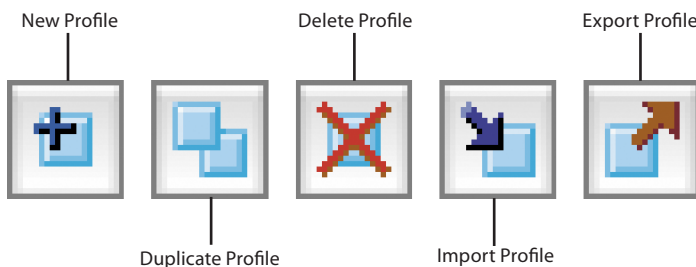 New Profile
Delete Profile
Export Profile
Duplicate Profile
Import Profile